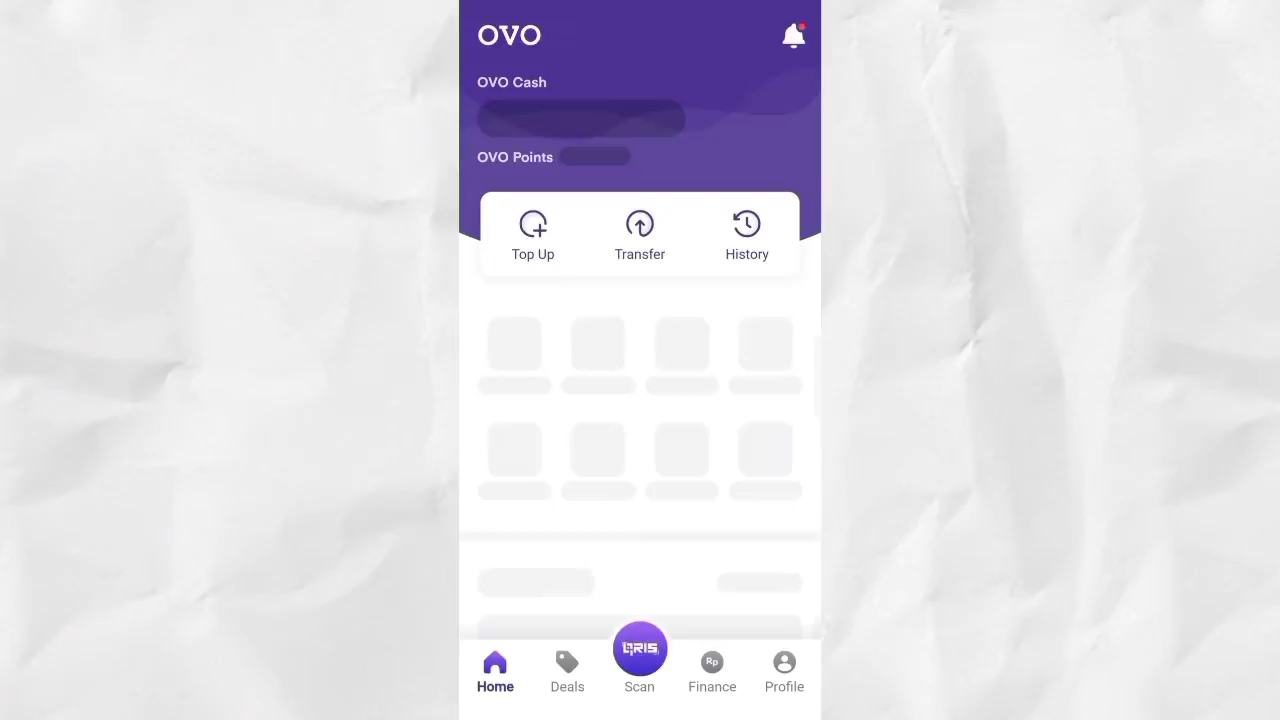 OVO
OVO Cash
OVO Points
Top Up
Transfer
History
QRIS
Rp
Home
Deals
Scan
Finance
Profile